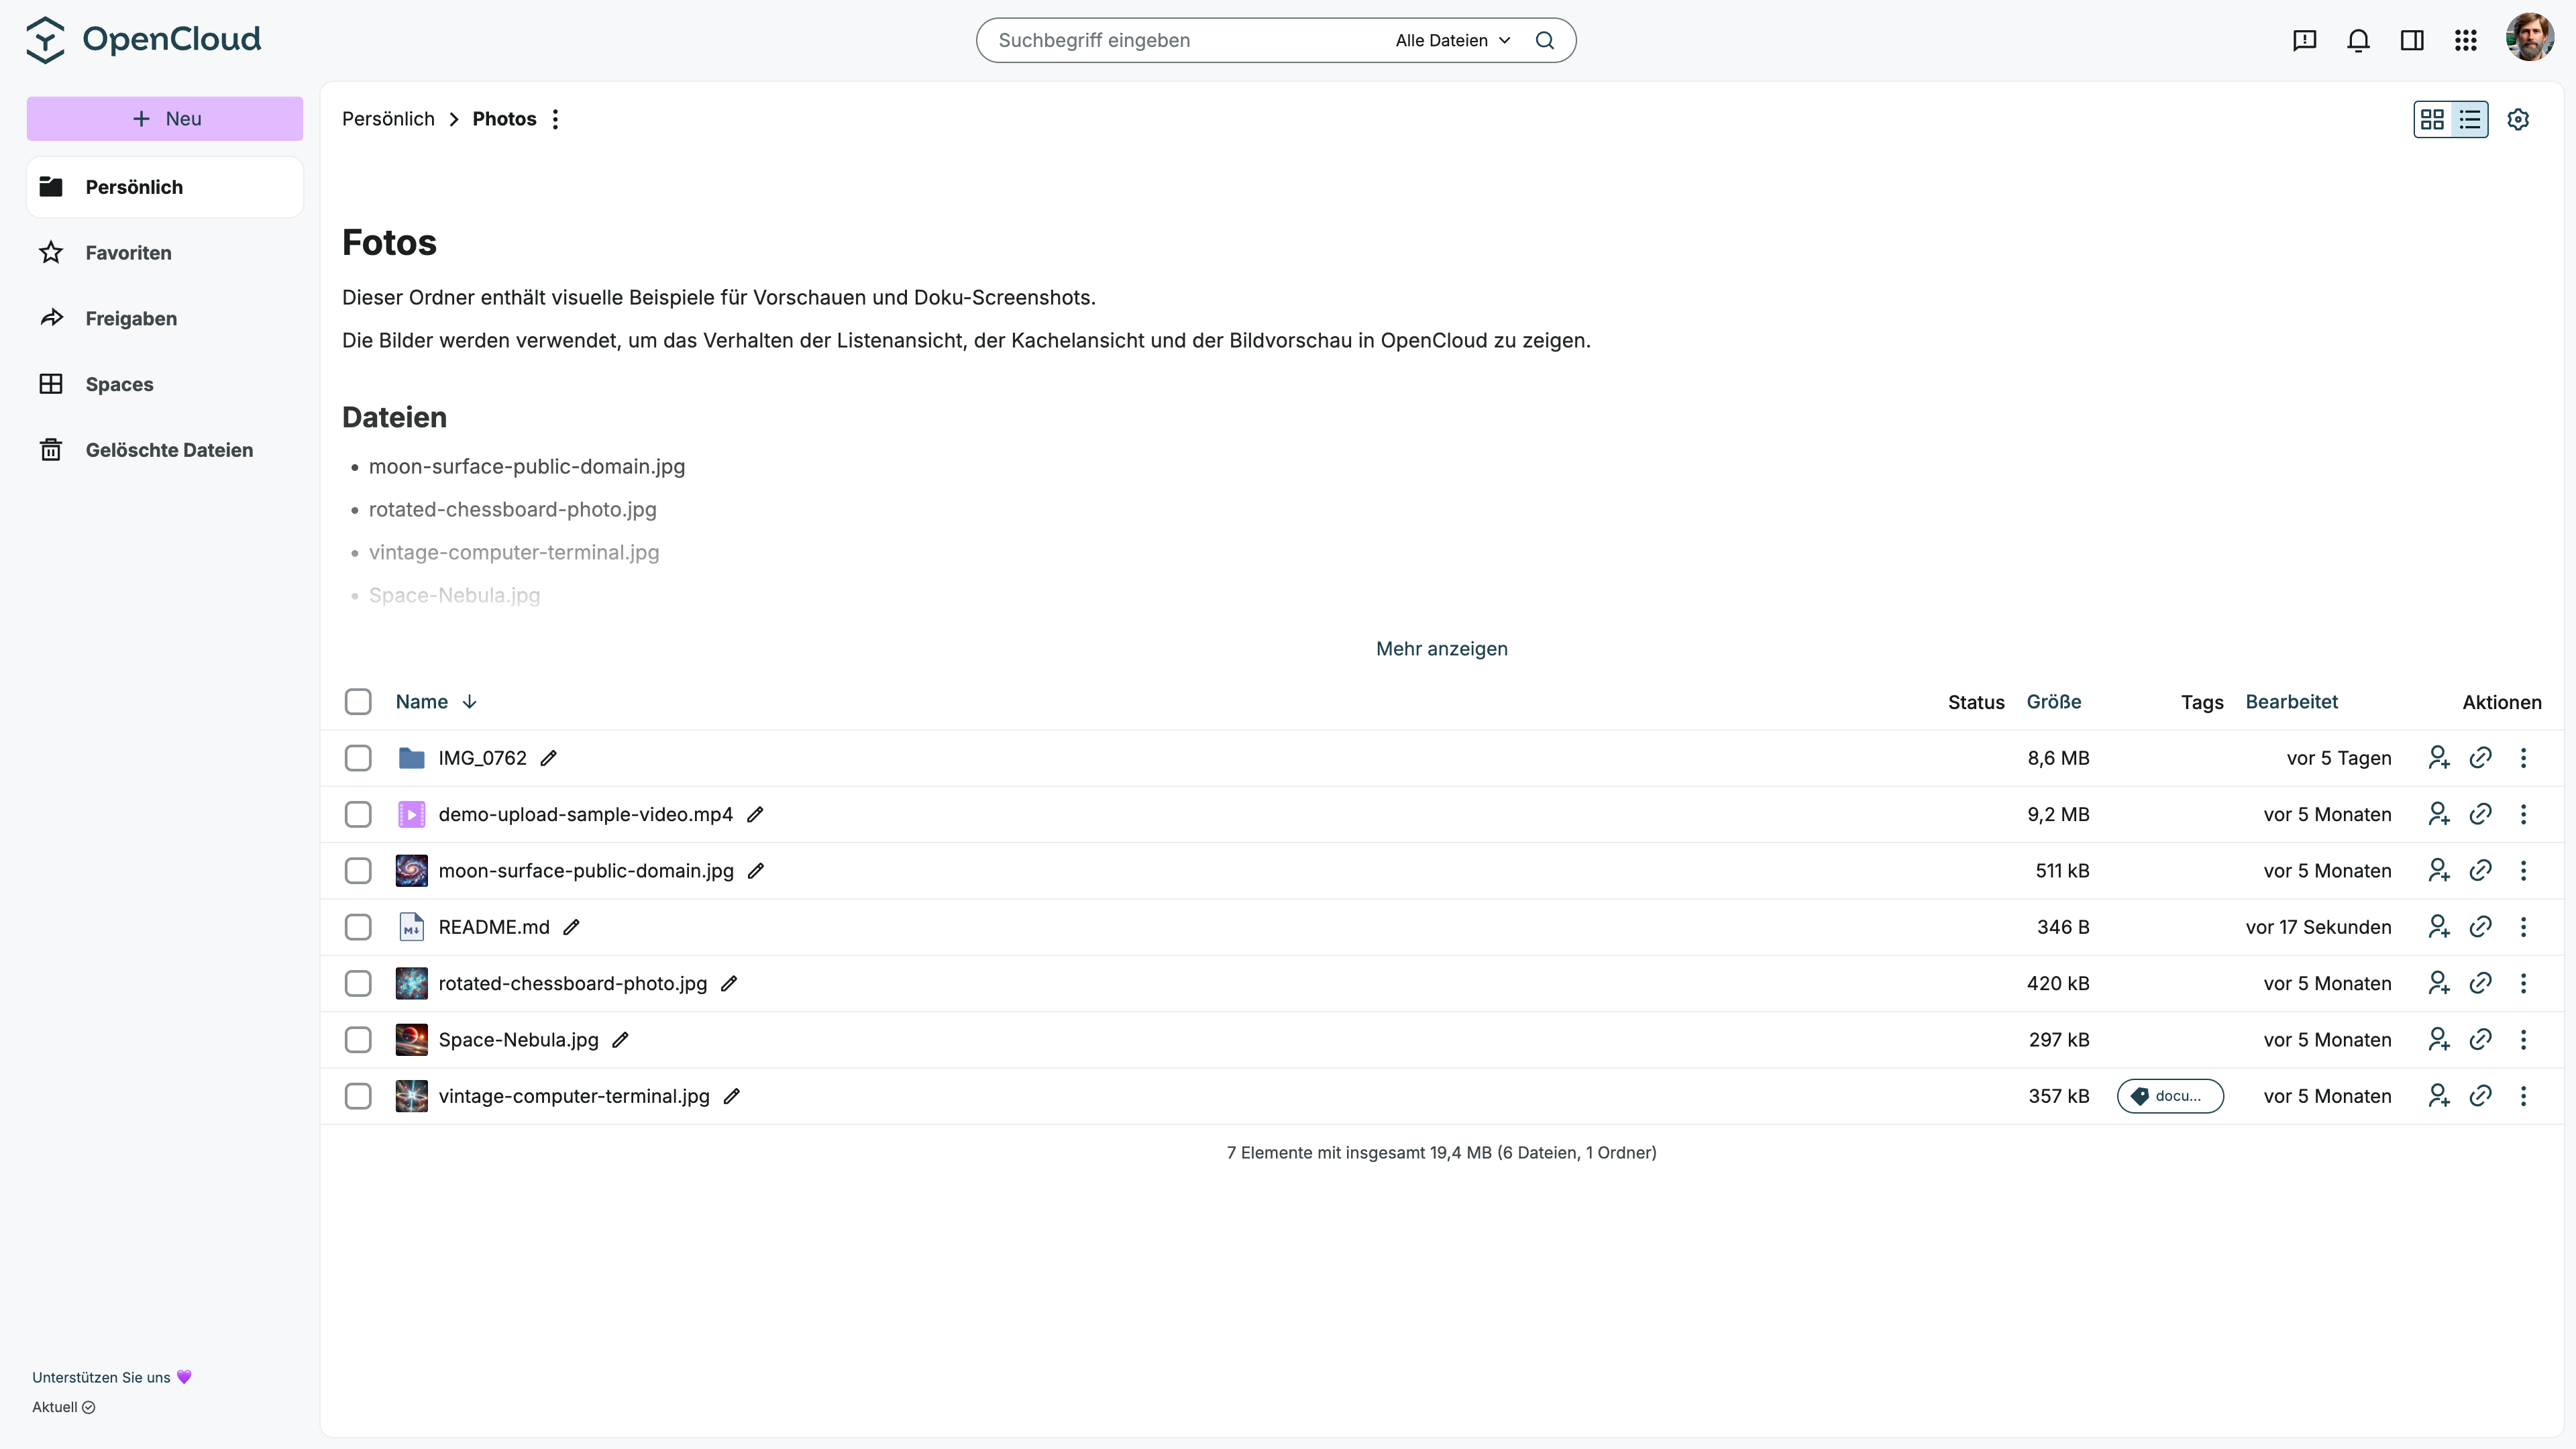 OpenCloud
Suchbegriff eingeben
Alle Dateien
Neu
Persönlich
Favoriten
Freigaben
Spaces
Gelöschte Dateien
Unterstützen Sie uns 💜
Aktuell
Persönlich > Photos
Fotos
Dieser Ordner enthält visuelle Beispiele für Vorschauen und Doku-Screenshots.
Die Bilder werden verwendet, um das Verhalten der Listenansicht, der Kachelansicht und der Bildvorschau in OpenCloud zu zeigen.
Dateien
• moon-surface-public-domain.jpg
• rotated-chessboard-photo.jpg
• vintage-computer-terminal.jpg
• Space-Nebula.jpg
Mehr anzeigen
Name Status Größe Tags Bearbeitet Aktionen
IMG_0762 8,6 MB vor 5 Tagen
demo-upload-sample-video.mp4 9,2 MB vor 5 Monaten
moon-surface-public-domain.jpg 511 kB vor 5 Monaten
README.md 346 B vor 17 Sekunden
rotated-chessboard-photo.jpg 420 kB vor 5 Monaten
Space-Nebula.jpg 297 kB vor 5 Monaten
vintage-computer-terminal.jpg 357 kB docu... vor 5 Monaten
7 Elemente mit insgesamt 19,4 MB (6 Dateien, 1 Ordner)